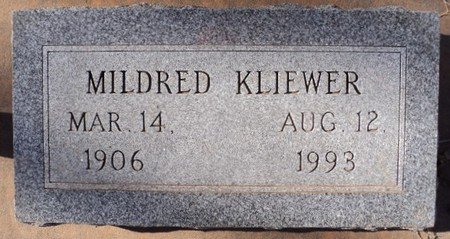 MILDRED KLIEWER
MAR. 14, AUG. 12,
1906 1993